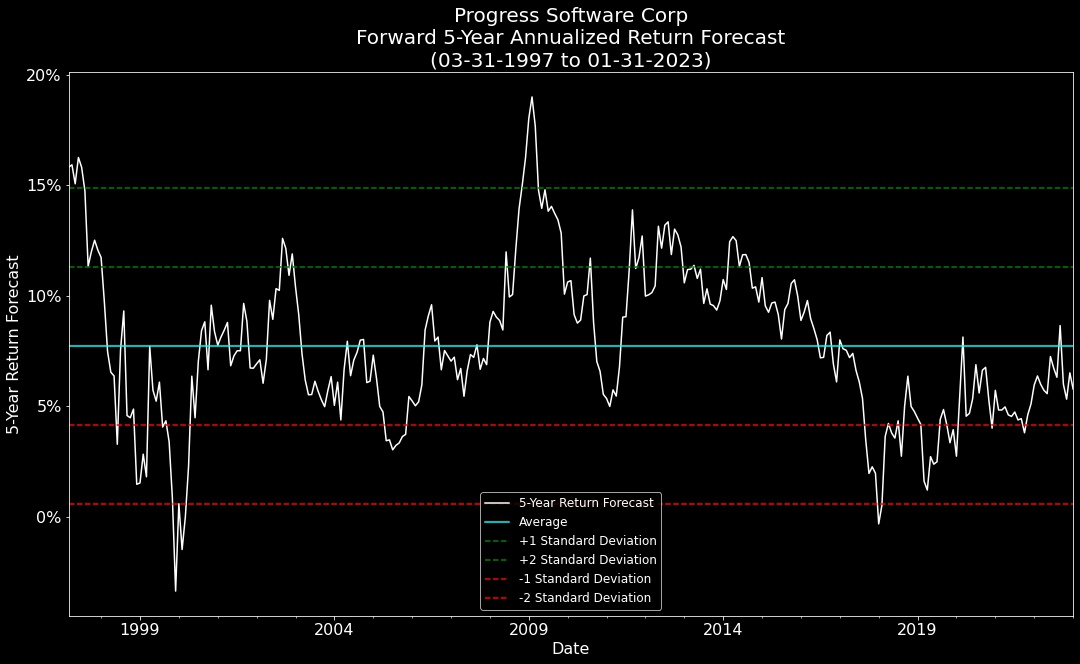 Progress Software Corp
Forward 5-Year Annualized Return Forecast
(03-31-1997 to 01-31-2023)
20%
15%
10%
5%
0%
5-Year Return Forecast
5-Year Return Forecast
Average
+1 Standard Deviation
+2 Standard Deviation
-1 Standard Deviation
-2 Standard Deviation
1999
2004
2009
2014
2019
Date